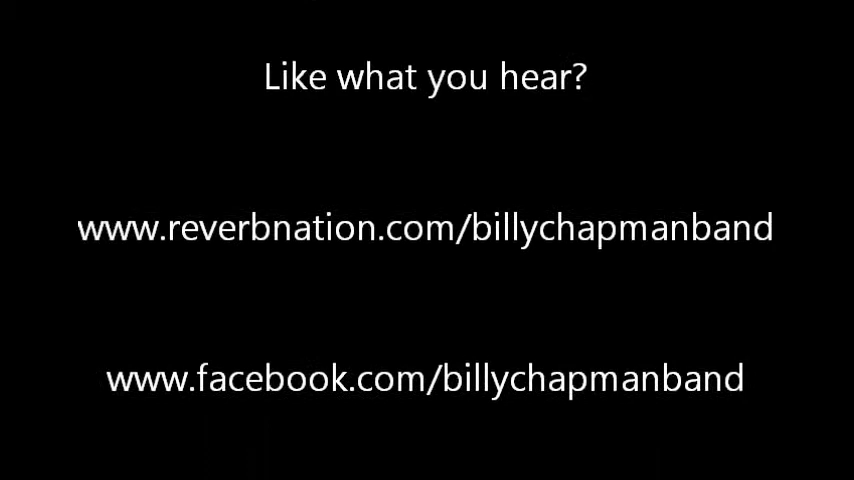 Like what you hear?
www.reverbnation.com/billychapmanband
www.facebook.com/billychapmanband